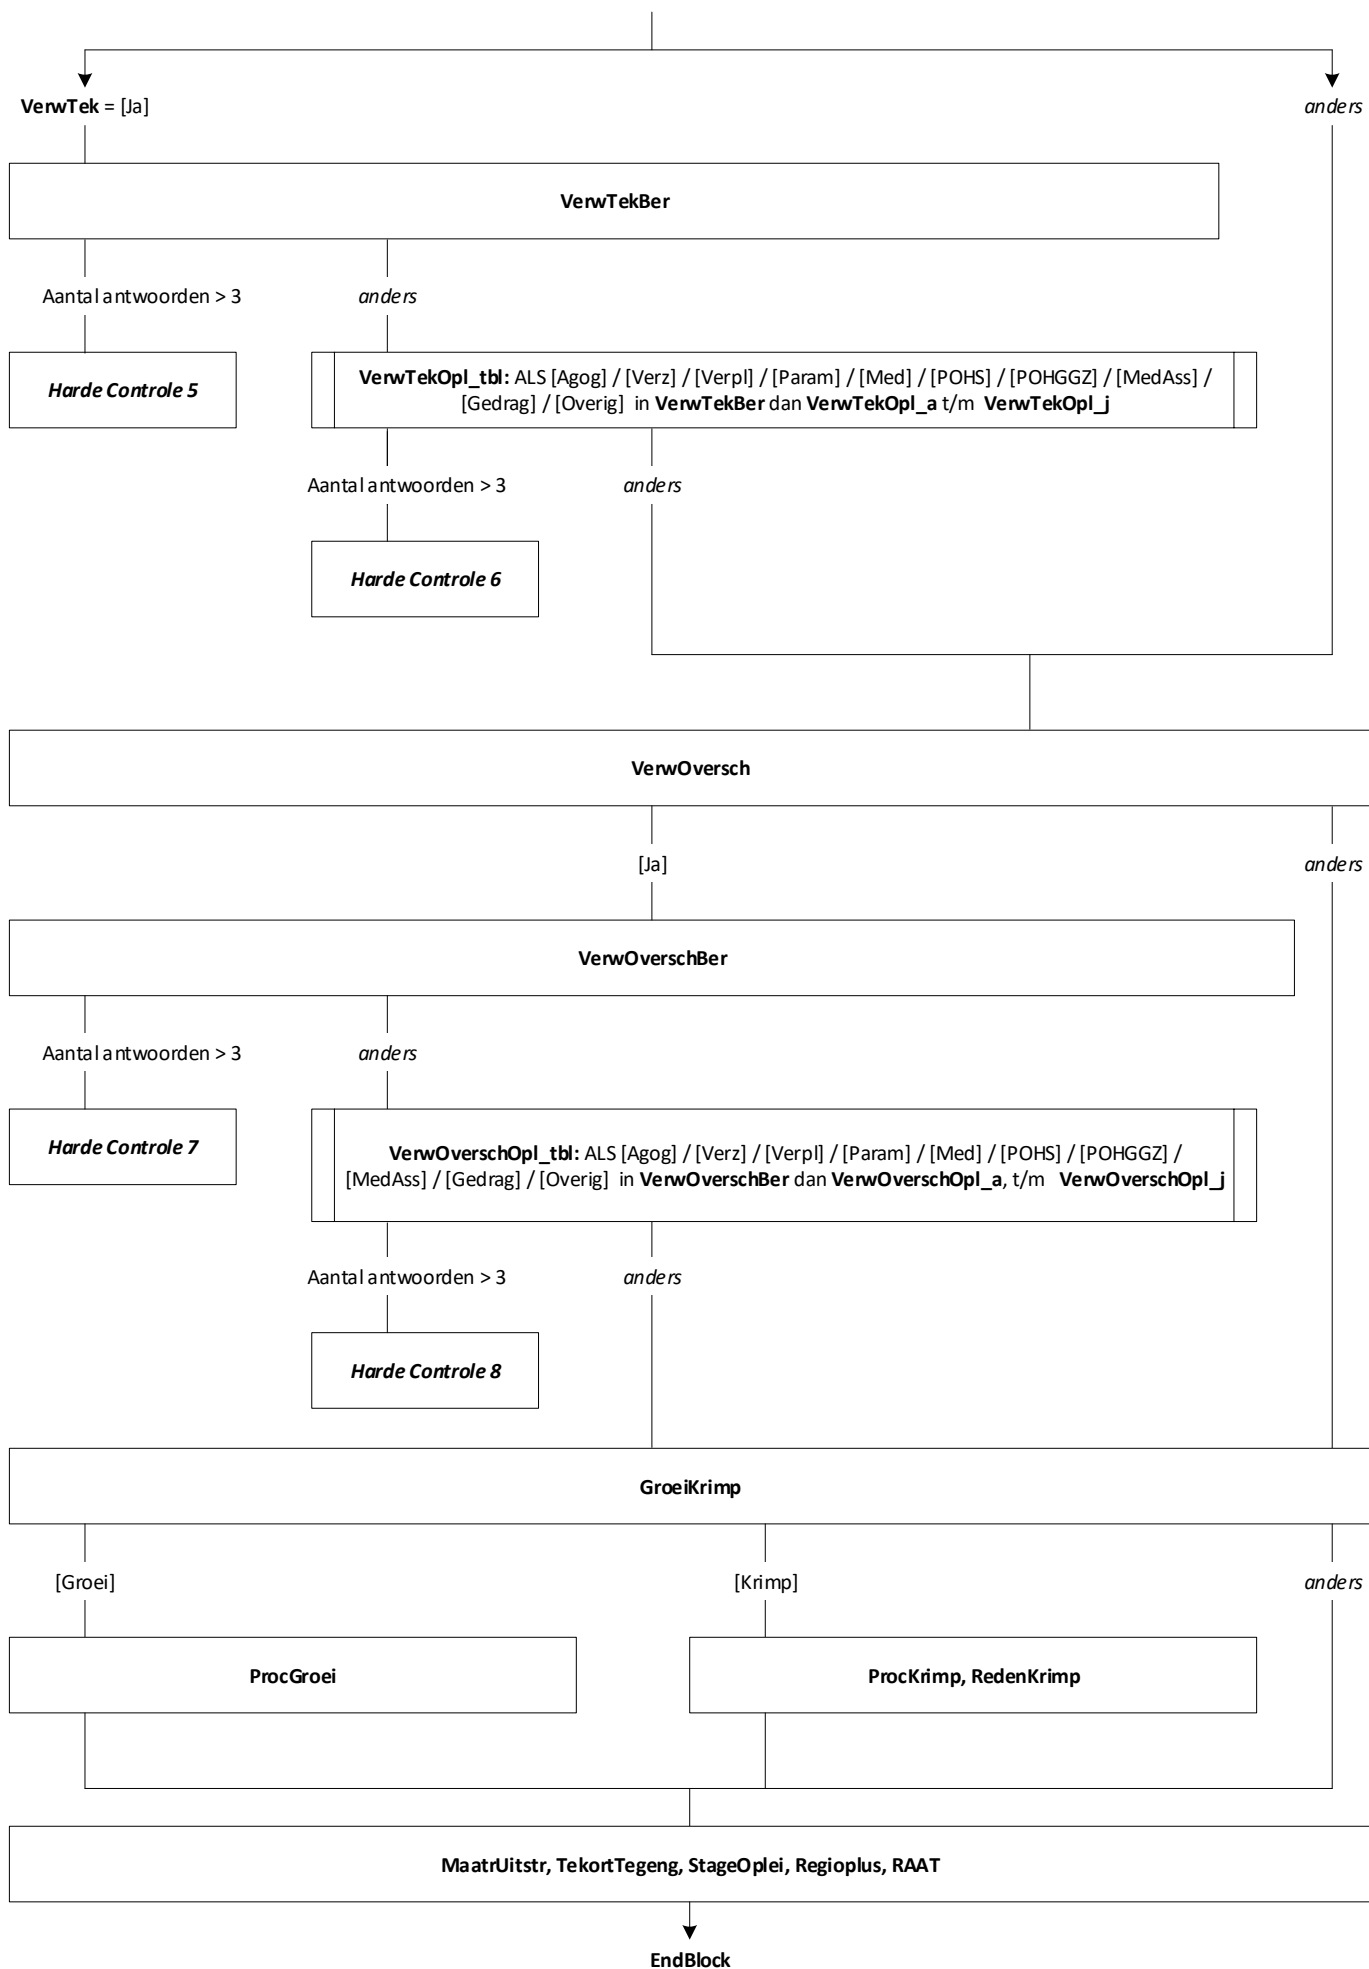 VerwTek = [Ja]
anders
VerwTekBer
Aantal antwoorden > 3
anders
Harde Controle 5
VerwTekOpl_tbl: ALS [Agog] / [Verz] / [Verpl] / [Param] / [Med] / [POHS] / [POHGGZ] / [MedAss] /
[Gedrag] / [Overig] in VerwTekBer dan VerwTekOpl_a t/m VerwTekOpl_j
Aantal antwoorden > 3
anders
Harde Controle 6
VerwOversch
[Ja]
anders
VerwOverschBer
Aantal antwoorden > 3
anders
Harde Controle 7
VerwOverschOpl_tbl: ALS [Agog] / [Verz] / [Verpl] / [Param] / [Med] / [POHS] / [POHGGZ] /
[MedAss] / [Gedrag] / [Overig] in VerwOverschBer dan VerwOverschOpl_a, t/m VerwOverschOpl_j
Aantal antwoorden > 3
anders
Harde Controle 8
GroeiKrimp
[Groei]
[Krimp]
anders
ProcGroei
ProcKrimp, RedenKrimp
MaatrUitstr, TekortTegeng, StageOplei, Regioplus, RAAT
EndBlock